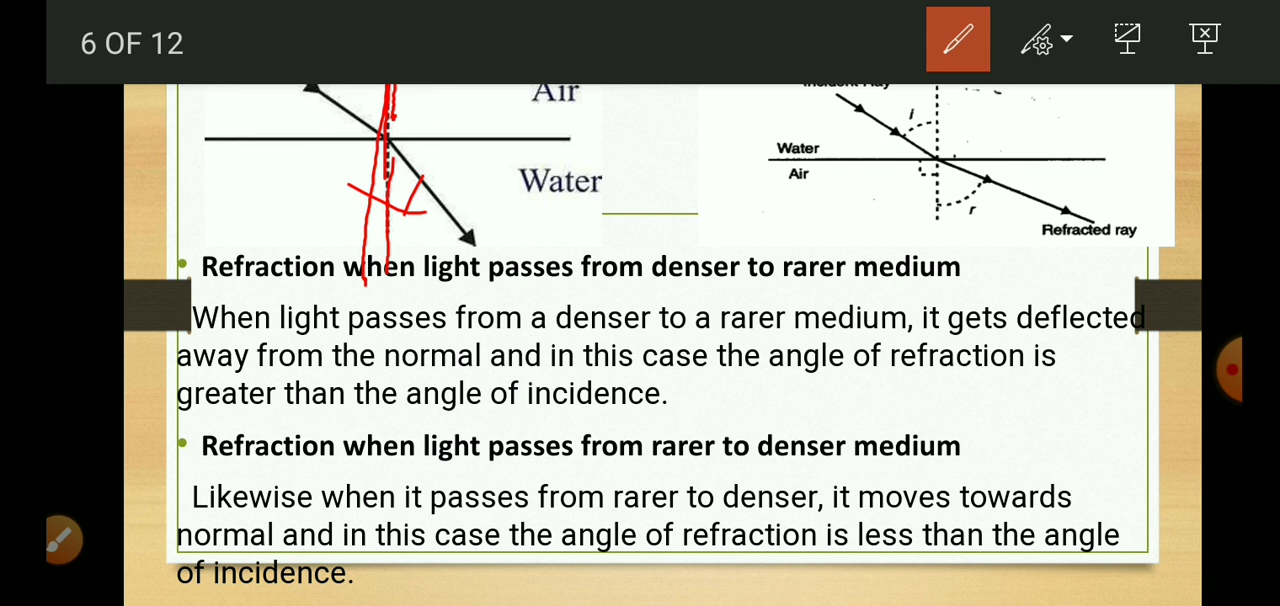 6 OF 12
Air
Water
Incident Ray
i
Water
Air
r
Refracted ray
• Refraction when light passes from denser to rarer medium
When light passes from a denser to a rarer medium, it gets deflected
away from the normal and in this case the angle of refraction is
greater than the angle of incidence.
• Refraction when light passes from rarer to denser medium
Likewise when it passes from rarer to denser, it moves towards
normal and in this case the angle of refraction is less than the angle
of incidence.